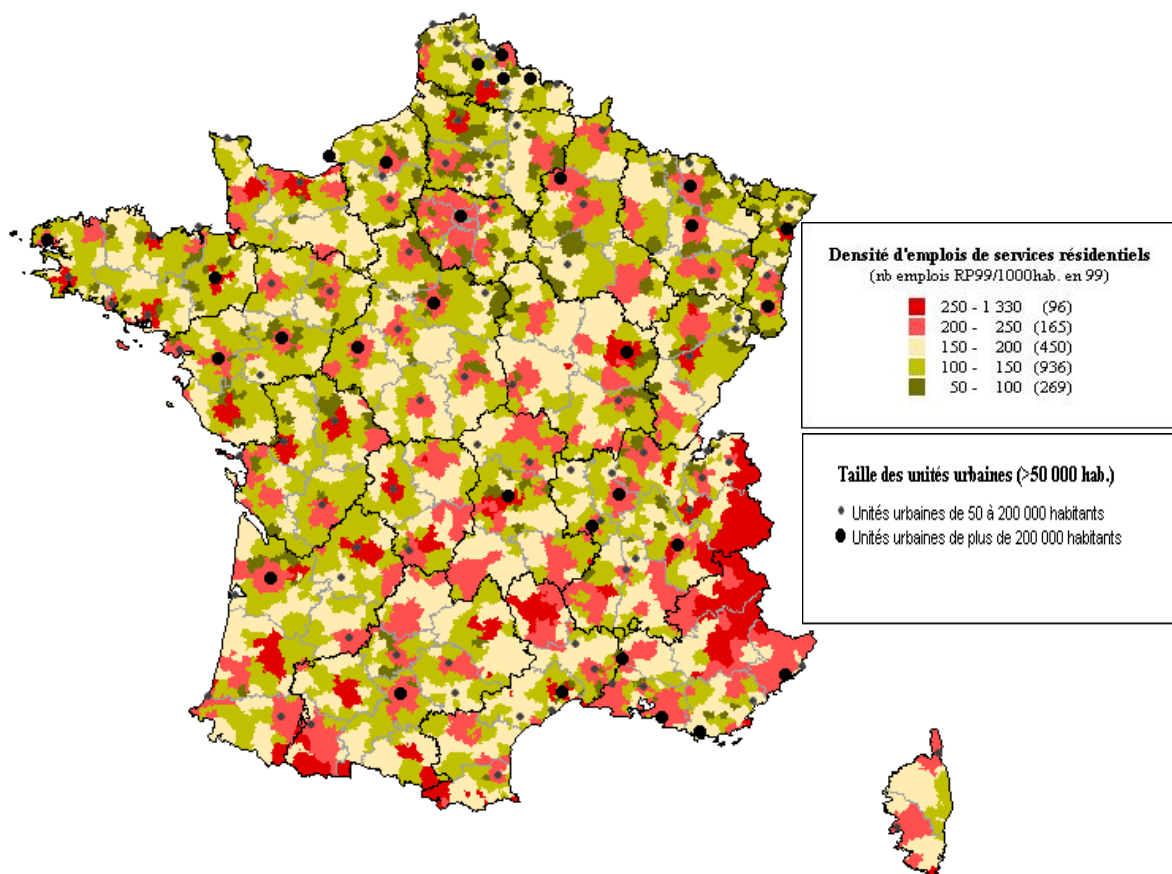 Densité d'emplois de services résidentiels
(nb emplois RP99/1000hab. en 99)
250 - 1 330 (96)
200 - 250 (165)
150 - 200 (450)
100 - 150 (936)
50 - 100 (269)
Taille des unités urbaines (>50 000 hab.)
Unités urbaines de 50 à 200 000 habitants
Unités urbaines de plus de 200 000 habitants